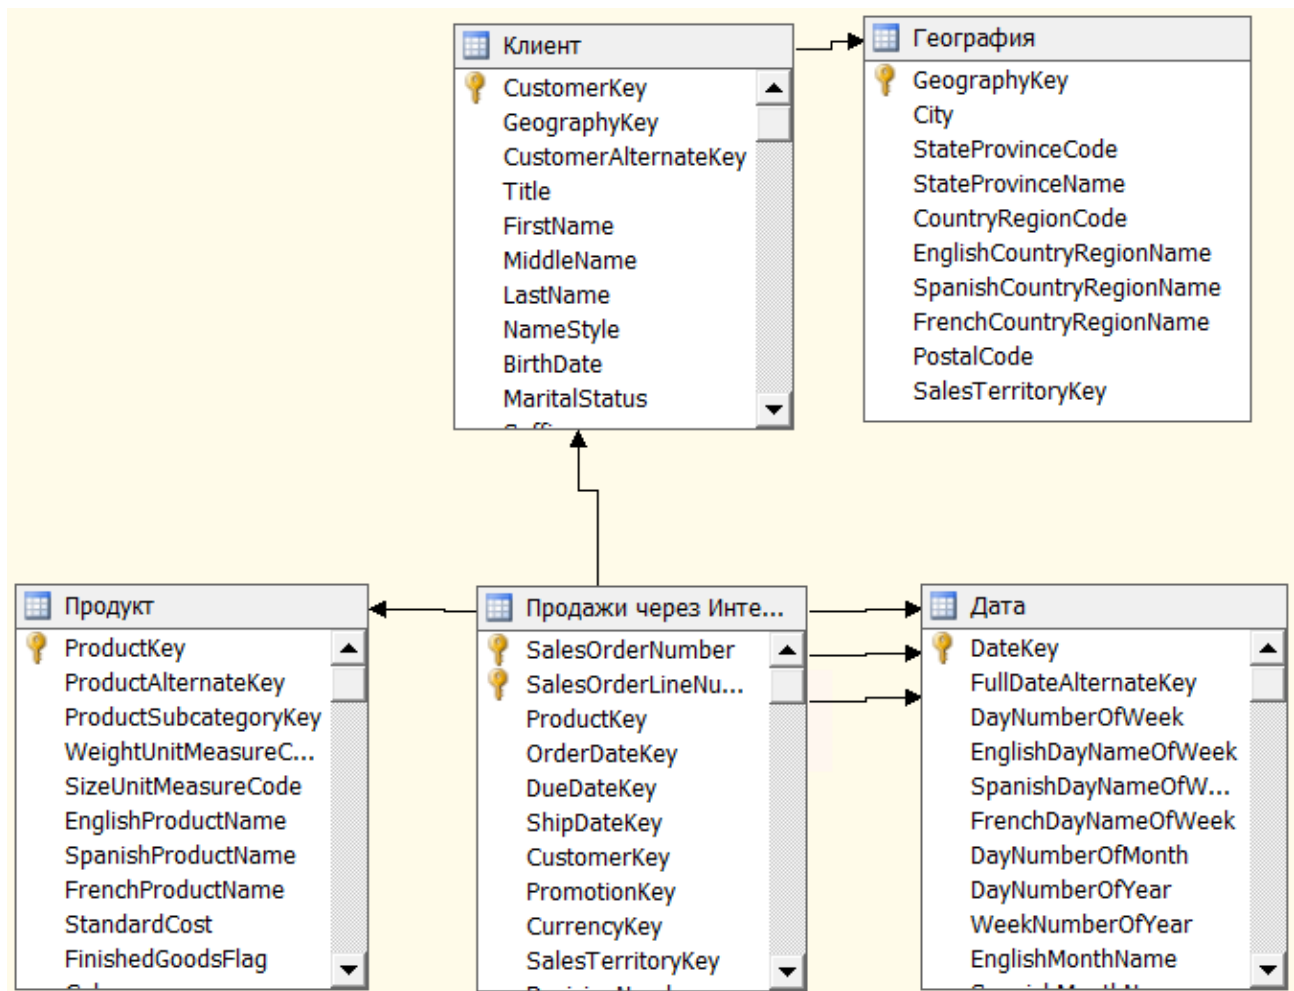 Клиент
CustomerKey
GeographyKey
CustomerAlternateKey
Title
FirstName
MiddleName
LastName
NameStyle
BirthDate
MaritalStatus
География
GeographyKey
City
StateProvinceCode
StateProvinceName
CountryRegionCode
EnglishCountryRegionName
SpanishCountryRegionName
FrenchCountryRegionName
PostalCode
SalesTerritoryKey
Продукт
ProductKey
ProductAlternateKey
ProductSubcategoryKey
WeightUnitMeasureC...
SizeUnitMeasureCode
EnglishProductName
SpanishProductName
FrenchProductName
StandardCost
FinishedGoodsFlag
Продажи через Инте...
SalesOrderNumber
SalesOrderLineNu...
ProductKey
OrderDateKey
DueDateKey
ShipDateKey
CustomerKey
PromotionKey
CurrencyKey
SalesTerritoryKey
Дата
DateKey
FullDateAlternateKey
DayNumberOfWeek
EnglishDayNameOfWeek
SpanishDayNameOfW...
FrenchDayNameOfWeek
DayNumberOfMonth
DayNumberOfYear
WeekNumberOfYear
EnglishMonthName